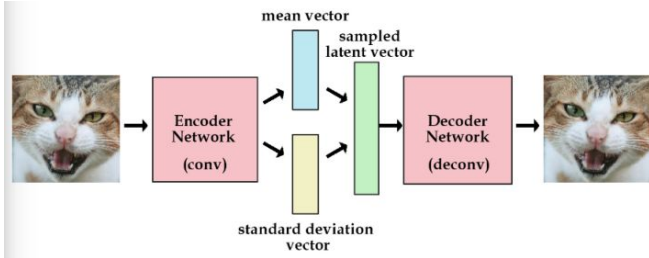 mean vector
sampled
latent vector
Encoder
Network
(conv)
Decoder
Network
(deconv)
standard deviation
vector